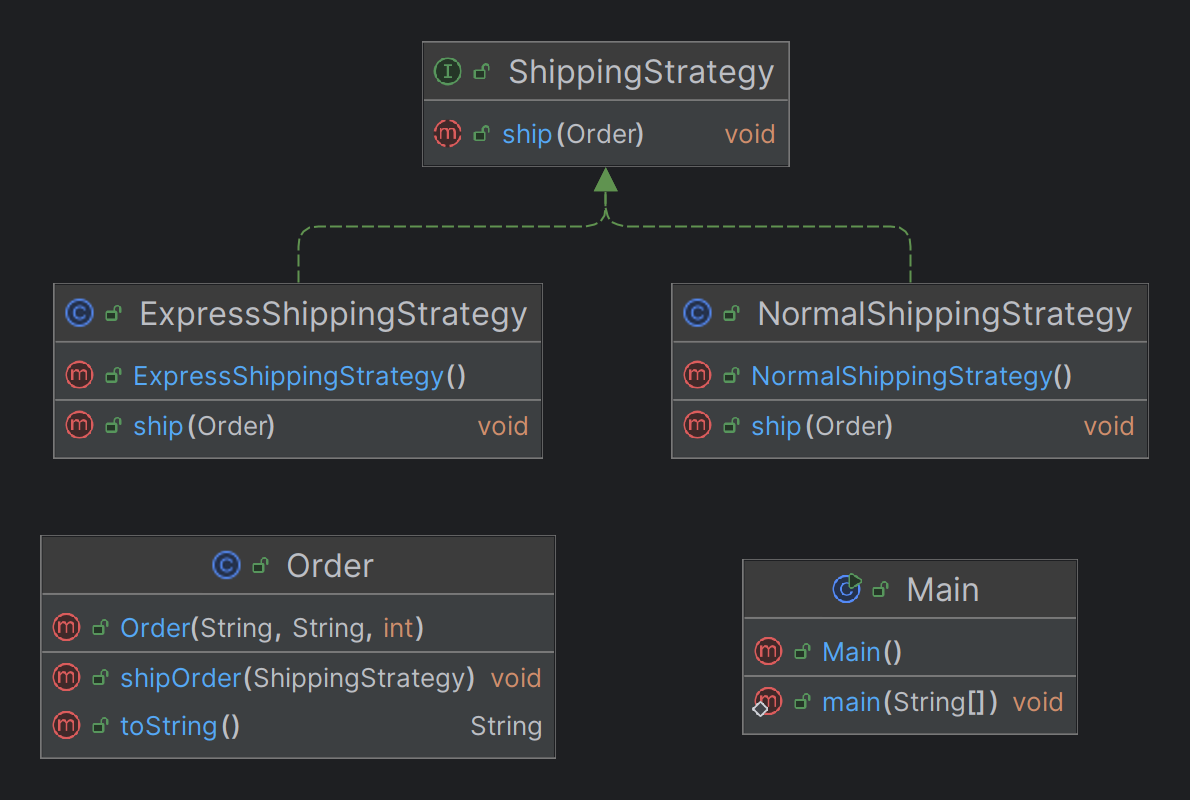 I ShippingStrategy
m ship(Order) void
C ExpressShippingStrategy
m ExpressShippingStrategy()
m ship(Order) void
C NormalShippingStrategy
m NormalShippingStrategy()
m ship(Order) void
C Order
m Order(String, String, int)
m shipOrder(ShippingStrategy) void
m toString() String
C Main
m Main()
m main(String[]) void